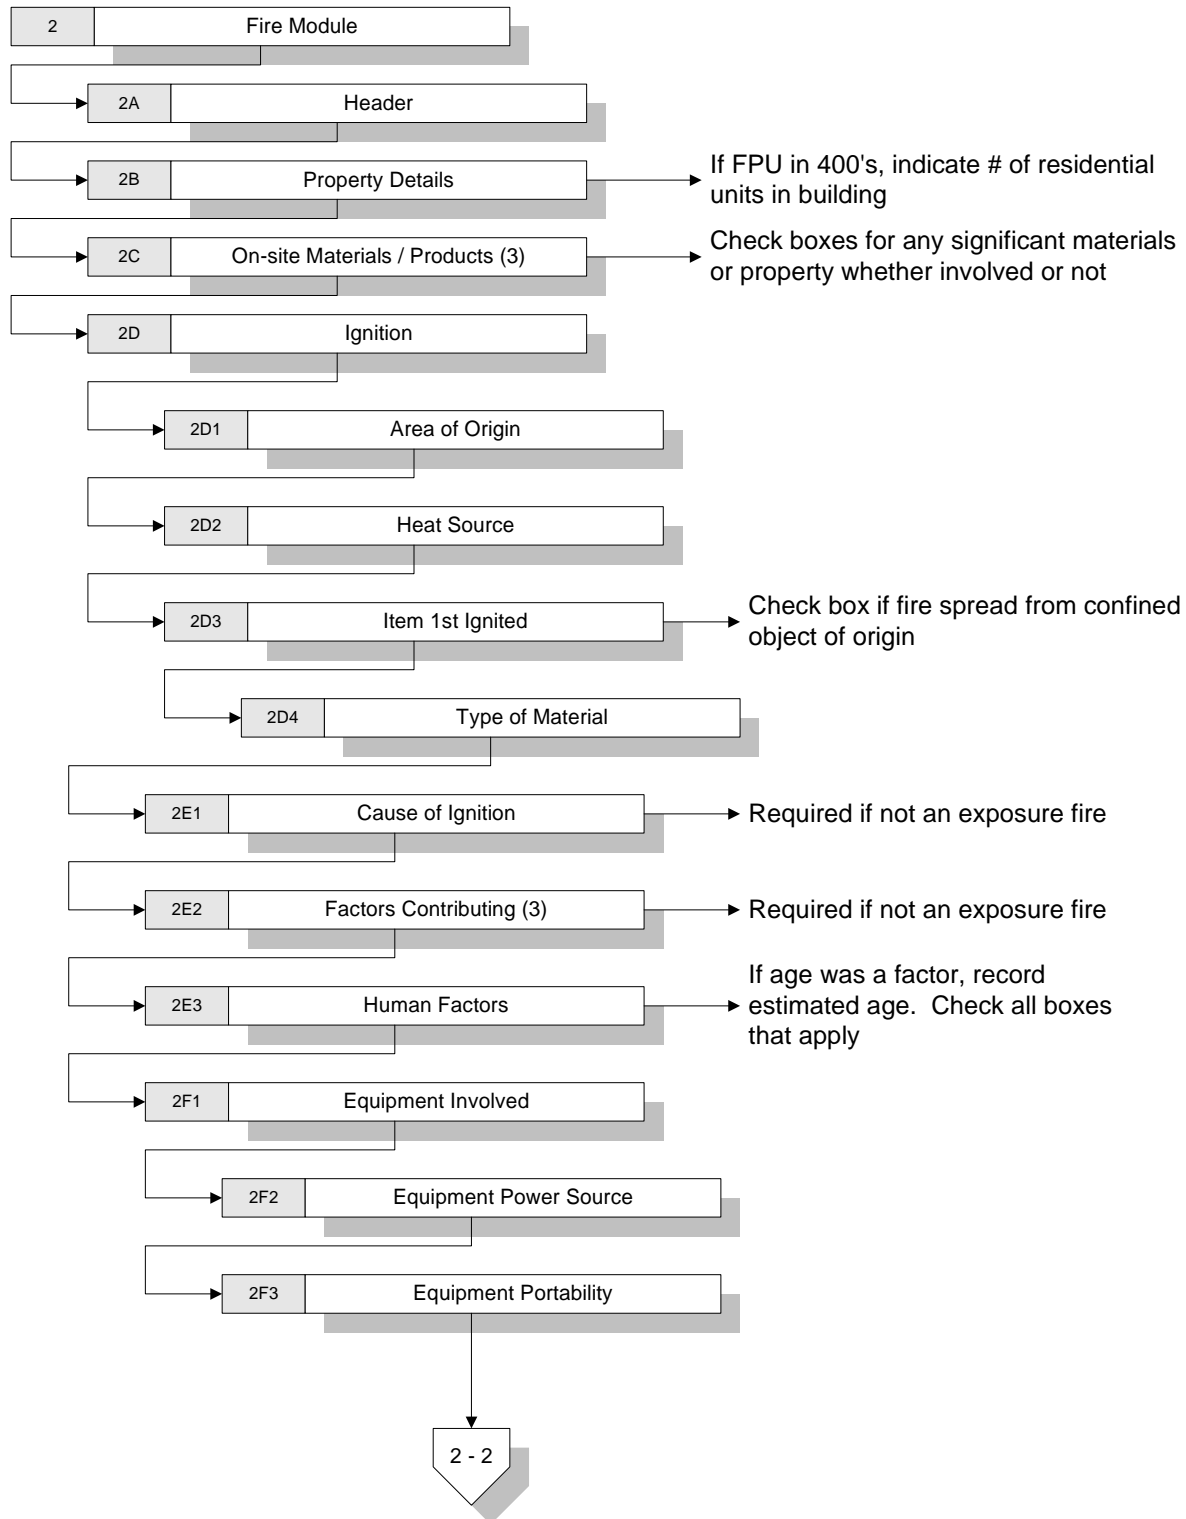 2 Fire Module
2A Header
2B Property Details
If FPU in 400's, indicate # of residential
units in building
2C On-site Materials / Products (3)
Check boxes for any significant materials
or property whether involved or not
2D Ignition
2D1 Area of Origin
2D2 Heat Source
2D3 Item 1st Ignited
Check box if fire spread from confined
object of origin
2D4 Type of Material
2E1 Cause of Ignition
Required if not an exposure fire
2E2 Factors Contributing (3)
Required if not an exposure fire
2E3 Human Factors
If age was a factor, record
estimated age.  Check all boxes
that apply
2F1 Equipment Involved
2F2 Equipment Power Source
2F3 Equipment Portability
2 - 2